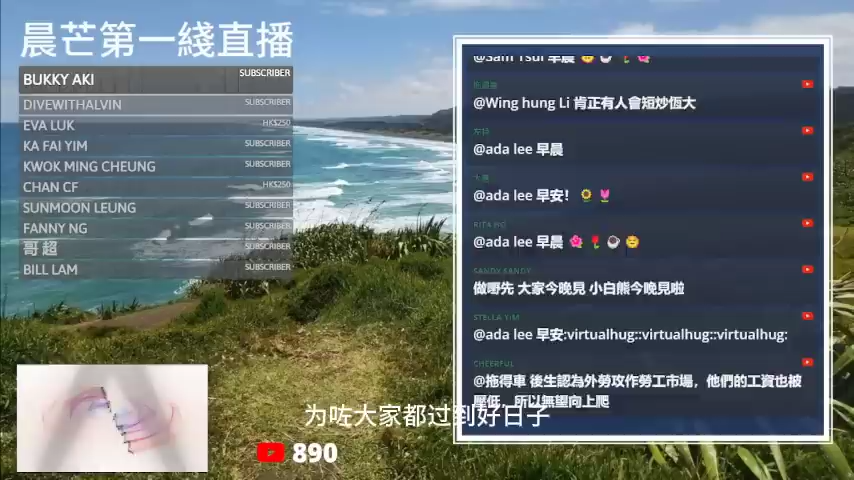 晨芒第一綫直播
BUKKY AKI SUBSCRIBER
DIVEWITHALVIN SUBSCRIBER
EVA LUK HK$250
KA FAI YIM SUBSCRIBER
KWOK MING CHEUNG SUBSCRIBER
CHAN CF HK$250
SUNMOON LEUNG SUBSCRIBER
FANNY NG SUBSCRIBER
哥 超 SUBSCRIBER
BILL LAM SUBSCRIBER
@Sam Tsui 早晨
@Wing hung Li 肯正有人會短炒恆大
@ada lee 早晨
@ada lee 早安!
RITA HO
@ada lee 早晨
SANDY SANDY
做嘢先 大家今晚見 小白熊今晚見啦
STELLA YIM
@ada lee 早安:virtualhug::virtualhug::virtualhug:
CHEERFUL
@拖得車 後生認為外勞攻作勞工市場，他們的工資也被
壓低，所以無望向上爬
为咗大家都过到好日子
890